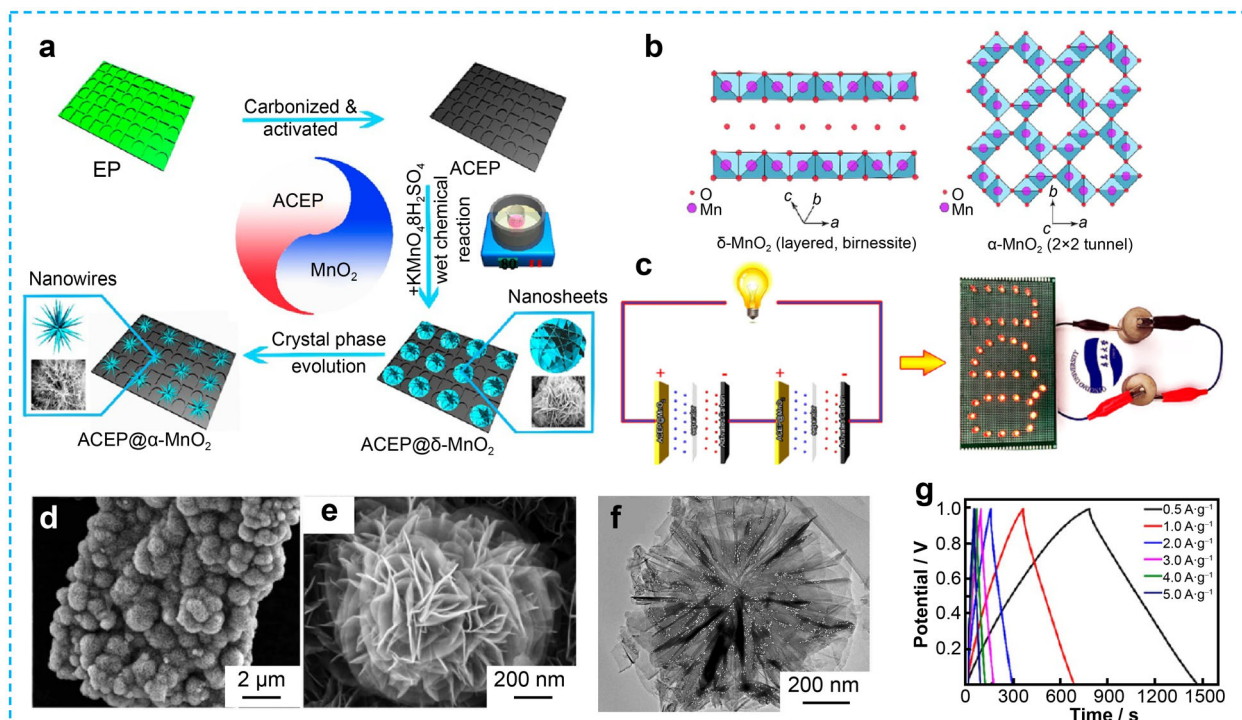 a
EP
Carbonized &
activated
ACEP
ACEP
MnO₂
+KMnO₄8H₂SO₄
wet chemical
reaction
Nanowires
Nanosheets
Crystal phase
evolution
ACEP@α-MnO₂
ACEP@δ-MnO₂
b
O
Mn
c
b
a
δ-MnO₂ (layered, birnessite)
b
c
a
α-MnO₂ (2×2 tunnel)
c
+
-
+
-
d
2 μm
e
200 nm
f
200 nm
g
Potential / V
1.0
0.8
0.6
0.4
0.2
0
300
600
900
1200
1500
Time / s
0.5 A·g⁻¹
1.0 A·g⁻¹
2.0 A·g⁻¹
3.0 A·g⁻¹
4.0 A·g⁻¹
5.0 A·g⁻¹